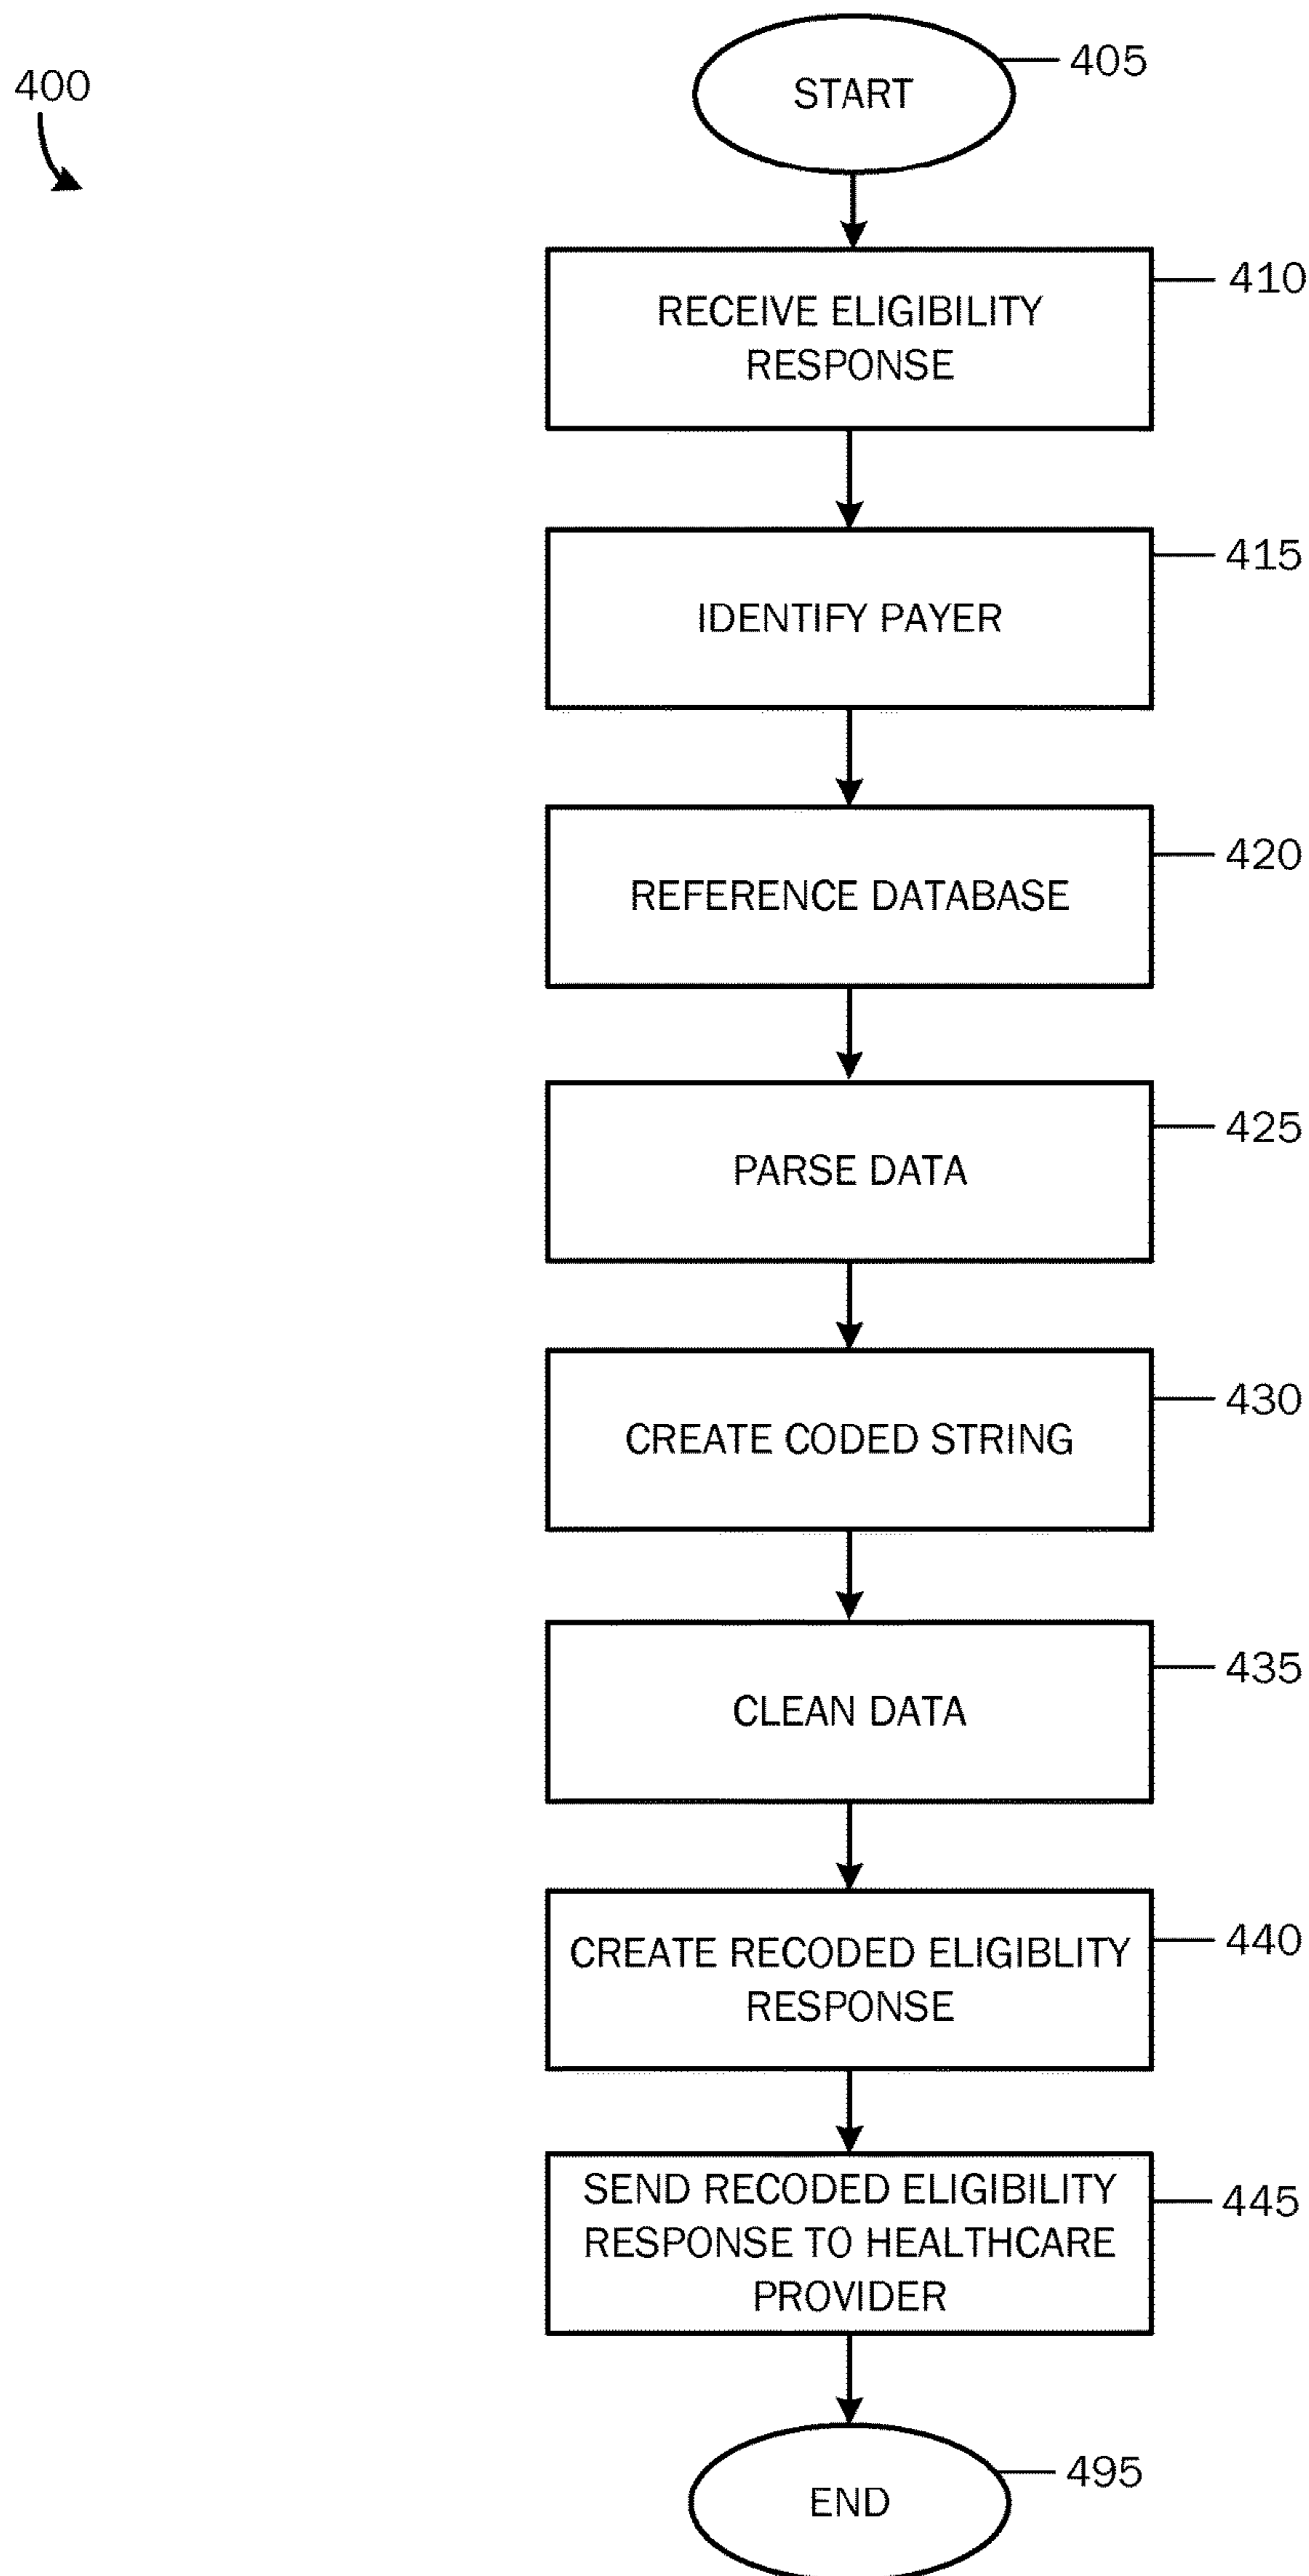 400
START
405
RECEIVE ELIGIBILITY
RESPONSE
410
IDENTIFY PAYER
415
REFERENCE DATABASE
420
PARSE DATA
425
CREATE CODED STRING
430
CLEAN DATA
435
CREATE RECODED ELIGIBLITY
RESPONSE
440
SEND RECODED ELIGIBILITY
RESPONSE TO HEALTHCARE
PROVIDER
445
END
495